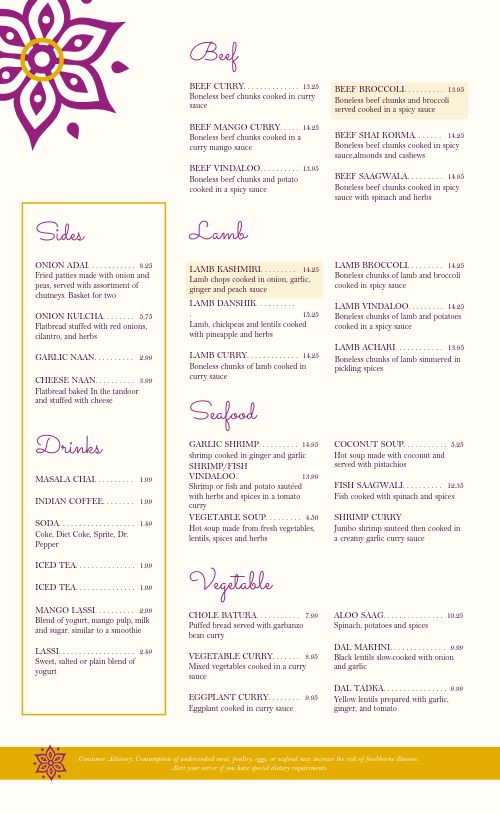 Beef
BEEF CURRY. . . . . . . . . . . . . 13.25
Boneless beef chunks cooked in curry
sauce
BEEF MANGO CURRY. . . . . 14.25
Boneless beef chunks cooked in a
curry mango sauce
BEEF VINDALOO. . . . . . . . . 13.95
Boneless beef chunks and potato
cooked in a spicy sauce
BEEF BROCCOLI. . . . . . . . . 13.95
Boneless beef chunks and broccoli
served cooked in a spicy sauce
BEEF SHAI KORMA. . . . . . 14.25
Boneless beef chunks cooked in spicy
sauce,almonds and cashews
BEEF SAAGWALA. . . . . . . . 14.95
Boneless beef chunks cooked in spicy
sauce with spinach and herbs
Sides
ONION ADAI. . . . . . . . . . . 8.25
Fried patties made with onion and
peas, served with assortment of
chutneys. Basket for two
ONION KULCHA. . . . . . . . 5.75
Flatbread stuffed with red onions,
cilantro, and herbs
GARLIC NAAN. . . . . . . . . 2.99
CHEESE NAAN. . . . . . . . . 3.99
Flatbread baked In the tandoor
and stuffed with cheese
Drinks
MASALA CHAI. . . . . . . . . . 1.99
INDIAN COFFEE. . . . . . . . 1.99
SODA. . . . . . . . . . . . . . . . . 1.49
Coke, Diet Coke, Sprite, Dr.
Pepper
ICED TEA. . . . . . . . . . . . . 1.99
ICED TEA. . . . . . . . . . . . . 1.99
MANGO LASSI. . . . . . . . . . 2.99
Blend of yogurt, mango pulp, milk
and sugar. similar to a smoothie
LASSI. . . . . . . . . . . . . . . . . 2.49
Sweet, salted or plain blend of
yogurt
Lamb
LAMB KASHMIRI. . . . . . . . 14.25
Lamb chops cooked in onion, garlic,
ginger and peach sauce
LAMB DANSHIK. . . . . . . . .
. 15.25
Lamb, chickpeas and lentils cooked
with pineapple and herbs
LAMB CURRY. . . . . . . . . . . 14.25
Boneless chunks of lamb cooked in
curry sauce
LAMB BROCCOLI. . . . . . . . 14.25
Boneless chunks of lamb and broccoli
cooked in spicy sauce
LAMB VINDALOO. . . . . . . . 14.25
Boneless chunks of lamb and potatoes
cooked in a spicy sauce
LAMB ACHARI. . . . . . . . . . 13.95
Boneless chunks of lamb simmered in
pickling spices
Seafood
GARLIC SHRIMP. . . . . . . . . 14.95
shrimp cooked in ginger and garlic
SHRIMP/FISH
VINDALOO. . . . . . . . . . . . . 13.99
Shrimp or fish and potato sautéed
with herbs and spices in a tomato
curry
VEGETABLE SOUP. . . . . . . 4.50
Hot soup made from fresh vegetables,
lentils, spices and herbs
COCONUT SOUP. . . . . . . . . . 5.25
Hot soup made with coconut and
served with pistachios
FISH SAAGWALI. . . . . . . . . 12.35
Fish cooked with spinach and spices
SHRIMP CURRY
Jumbo shrimp sauteed then cooked in
a creamy garlic curry sauce
Vegetable
CHOLE BATURA. . . . . . . . . . 7.99
Puffed bread served with garbanzo
bean curry
VEGETABLE CURRY. . . . . . 8.95
Mixed vegetables cooked in a curry
sauce
EGGPLANT CURRY. . . . . . . 9.95
Eggplant cooked in curry sauce
ALOO SAAG. . . . . . . . . . . . . 10.25
Spinach, potatoes and spices
DAL MAKHNI. . . . . . . . . . . . 9.99
Black lentils slow-cooked with onion
and garlic
DAL TADKA. . . . . . . . . . . . . . 9.99
Yellow lentils prepared with garlic,
ginger, and tomato
Consumer Advisory. Consumption of undercooked meat, poultry, eggs, or seafood may increase the risk of foodborne illnesses.
Alert your server if you have special dietary requirements.